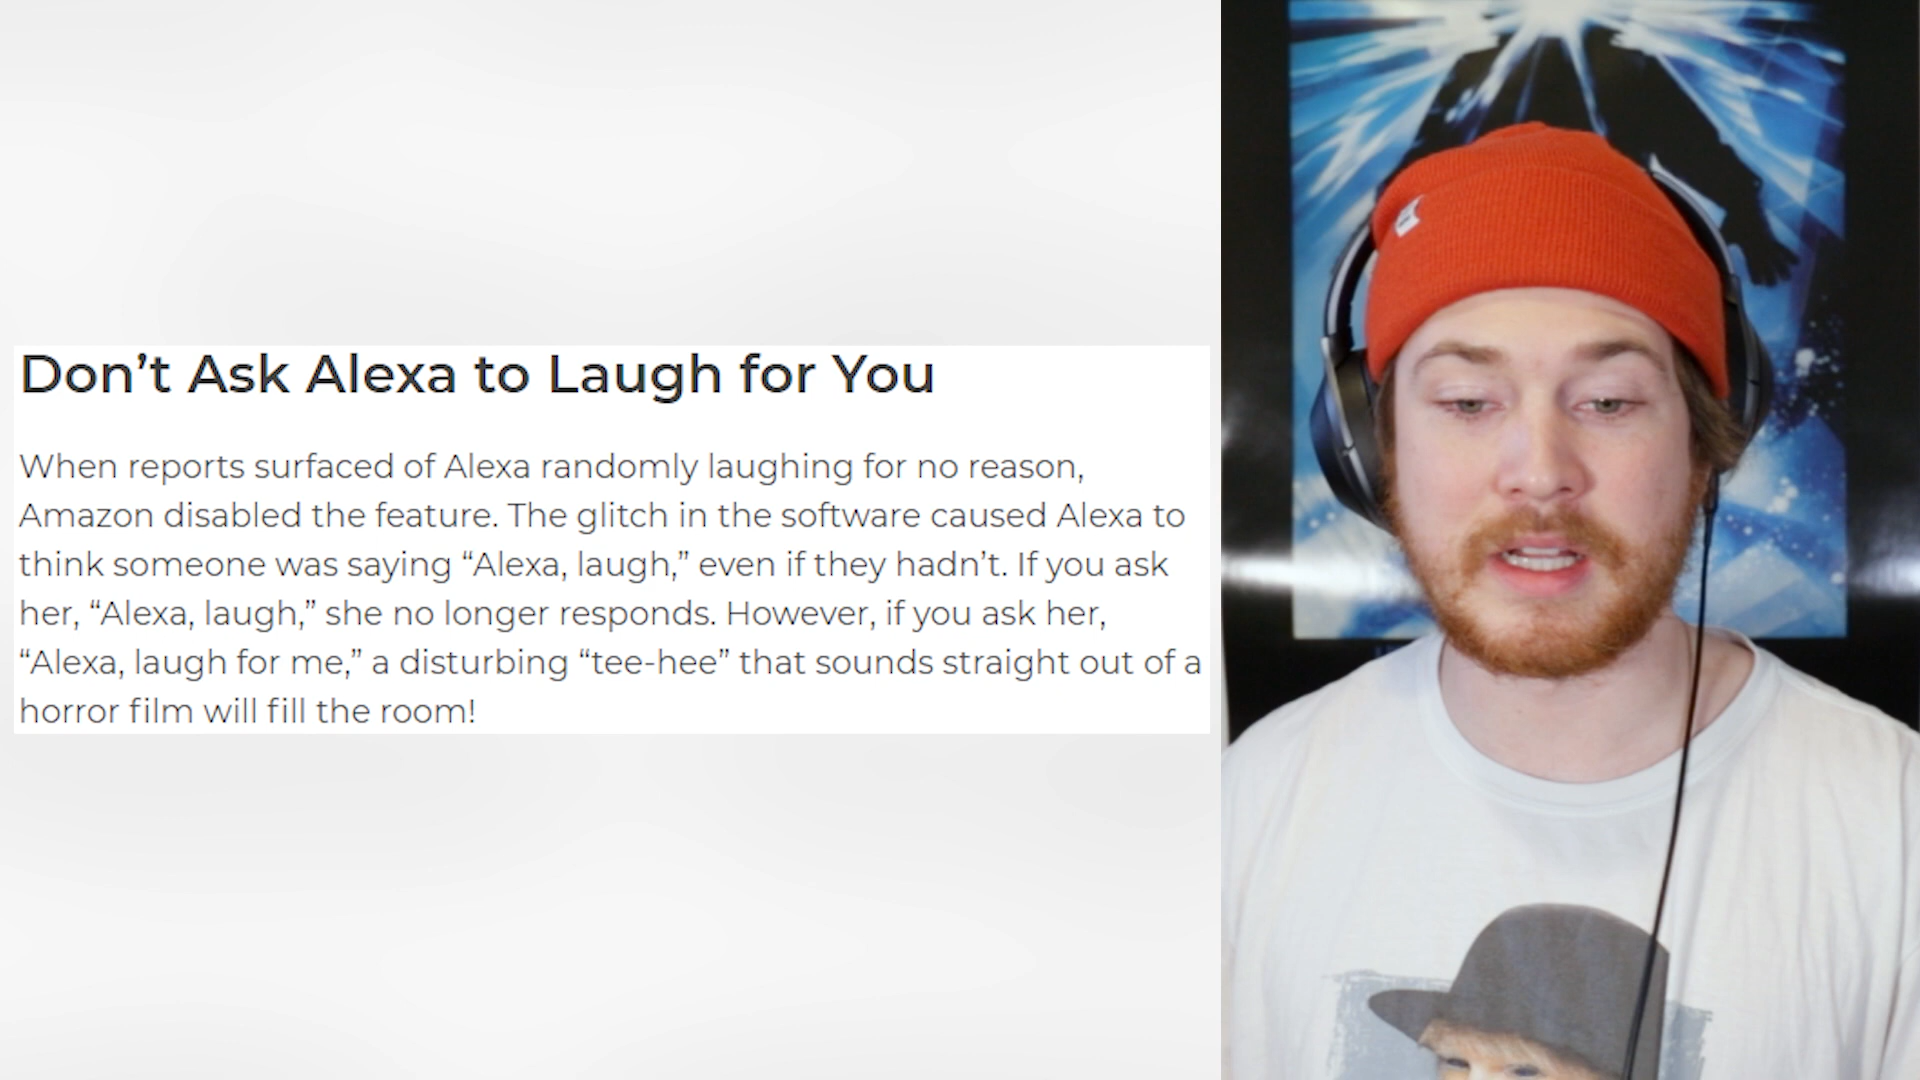 Don’t Ask Alexa to Laugh for You
When reports surfaced of Alexa randomly laughing for no reason,
Amazon disabled the feature. The glitch in the software caused Alexa to
think someone was saying “Alexa, laugh,” even if they hadn’t. If you ask
her, “Alexa, laugh,” she no longer responds. However, if you ask her,
“Alexa, laugh for me,” a disturbing “tee-hee” that sounds straight out of a
horror film will fill the room!